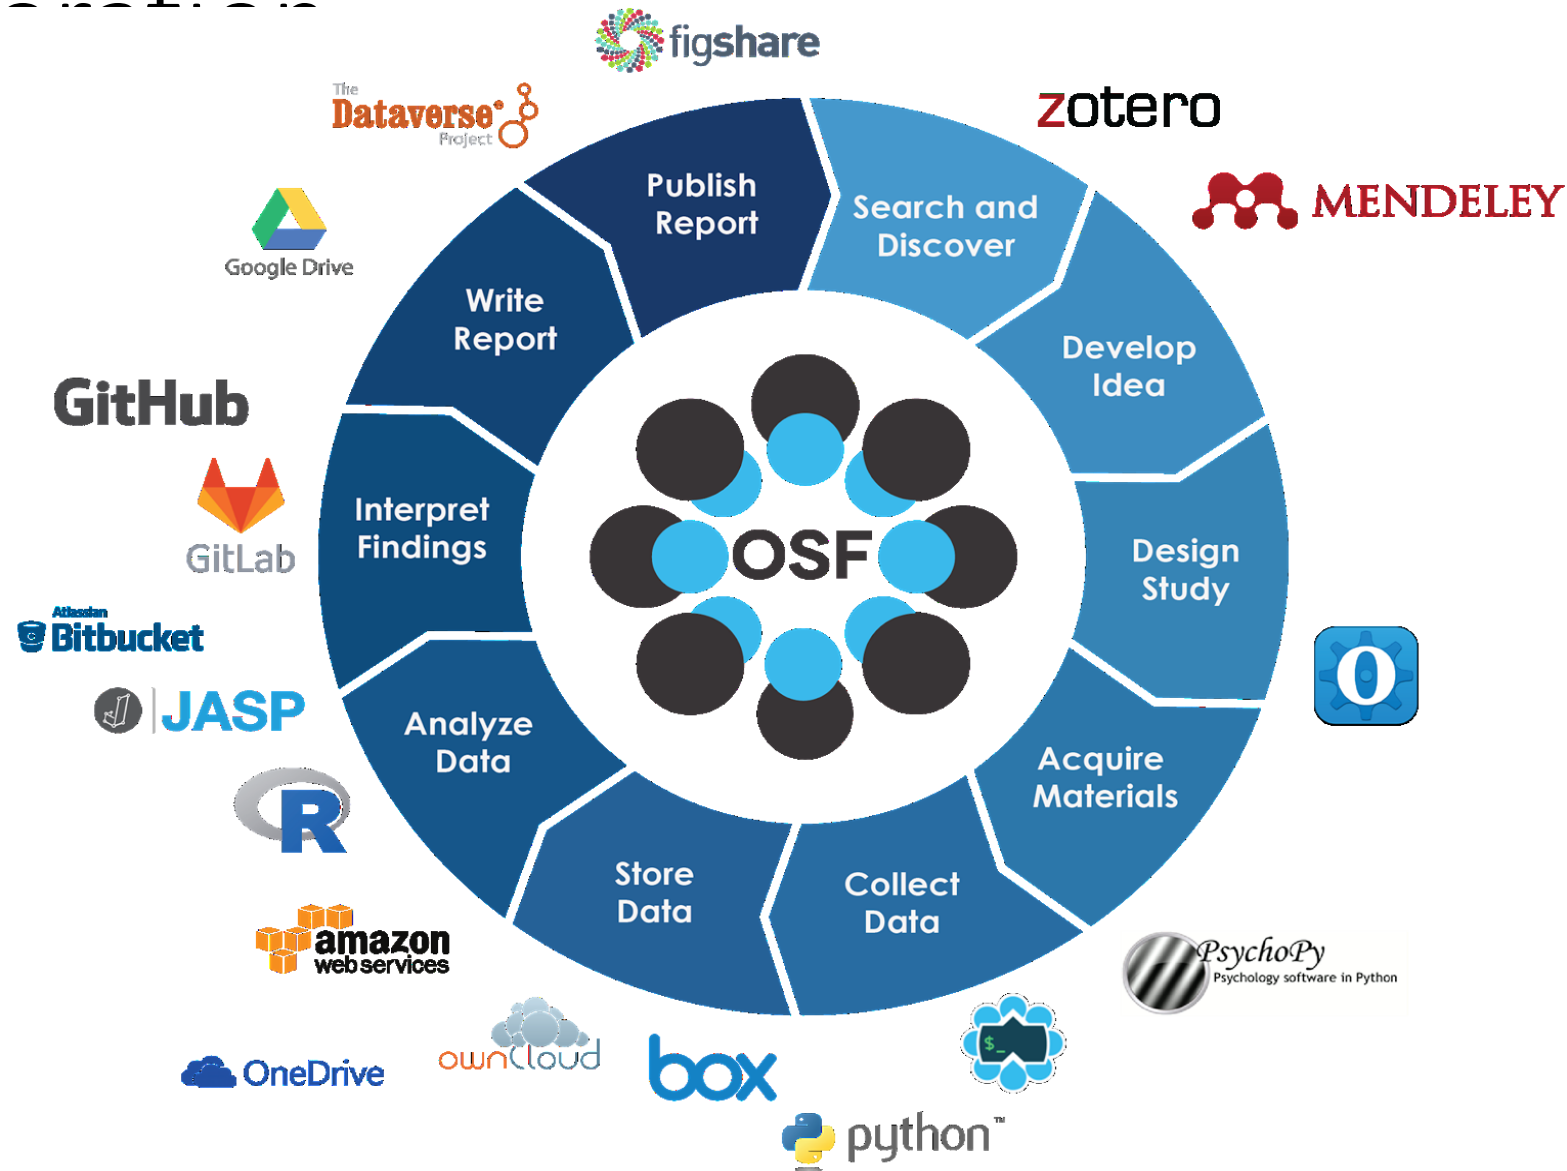 figshare
The
Dataverse
Project
zotero
MENDELEY
Google Drive
Publish
Report
Search and
Discover
Write
Report
Develop
Idea
GitHub
Interpret
Findings
OSF
Design
Study
GitLab
Atlassian
Bitbucket
JASP
Analyze
Data
Acquire
Materials
R
Store
Data
Collect
Data
amazon
web services
PsychoPy
Psychology software in Python
$_
ownCloud
OneDrive
box
python™